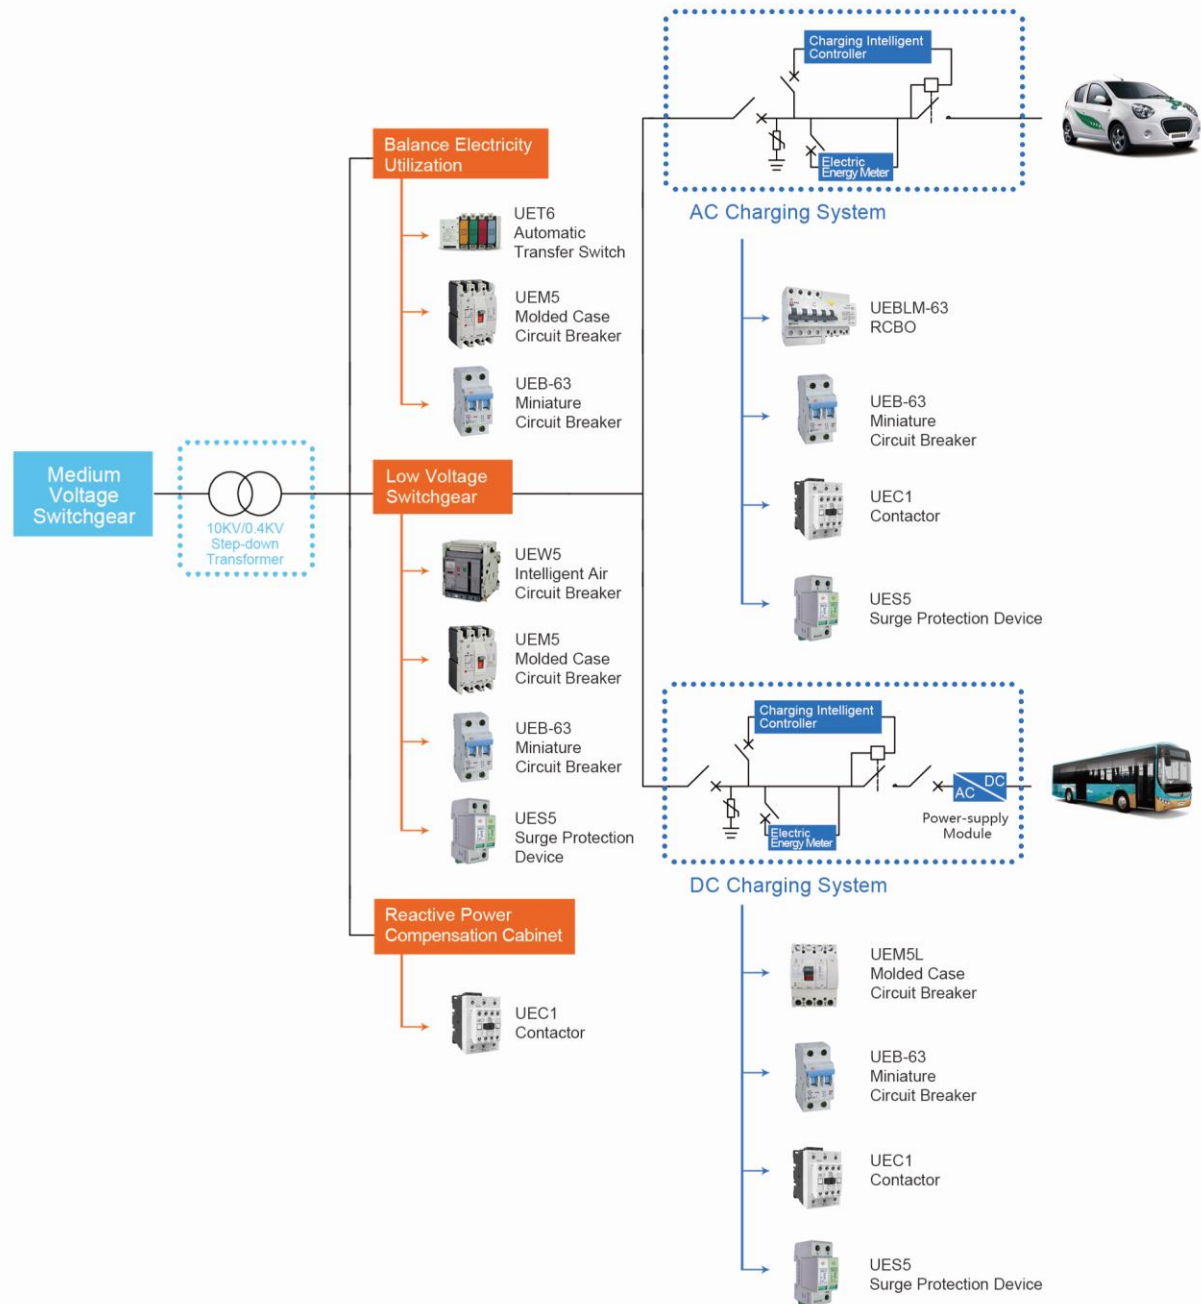 Charging Intelligent
Controller
Electric
Energy Meter
AC Charging System
Balance Electricity
Utilization
UET6
Automatic
Transfer Switch
UEM5
Molded Case
Circuit Breaker
UEB-63
Miniature
Circuit Breaker
UEBLM-63
RCBO
UEB-63
Miniature
Circuit Breaker
UEC1
Contactor
UES5
Surge Protection Device
Medium
Voltage
Switchgear
10KV/0.4KV
Step-down
Transformer
Low Voltage
Switchgear
UEW5
Intelligent Air
Circuit Breaker
UEM5
Molded Case
Circuit Breaker
UEB-63
Miniature
Circuit Breaker
UES5
Surge Protection
Device
Charging Intelligent
Controller
Electric
Energy Meter
DC
AC
Power-supply
Module
DC Charging System
Reactive Power
Compensation Cabinet
UEC1
Contactor
UEM5L
Molded Case
Circuit Breaker
UEB-63
Miniature
Circuit Breaker
UEC1
Contactor
UES5
Surge Protection Device